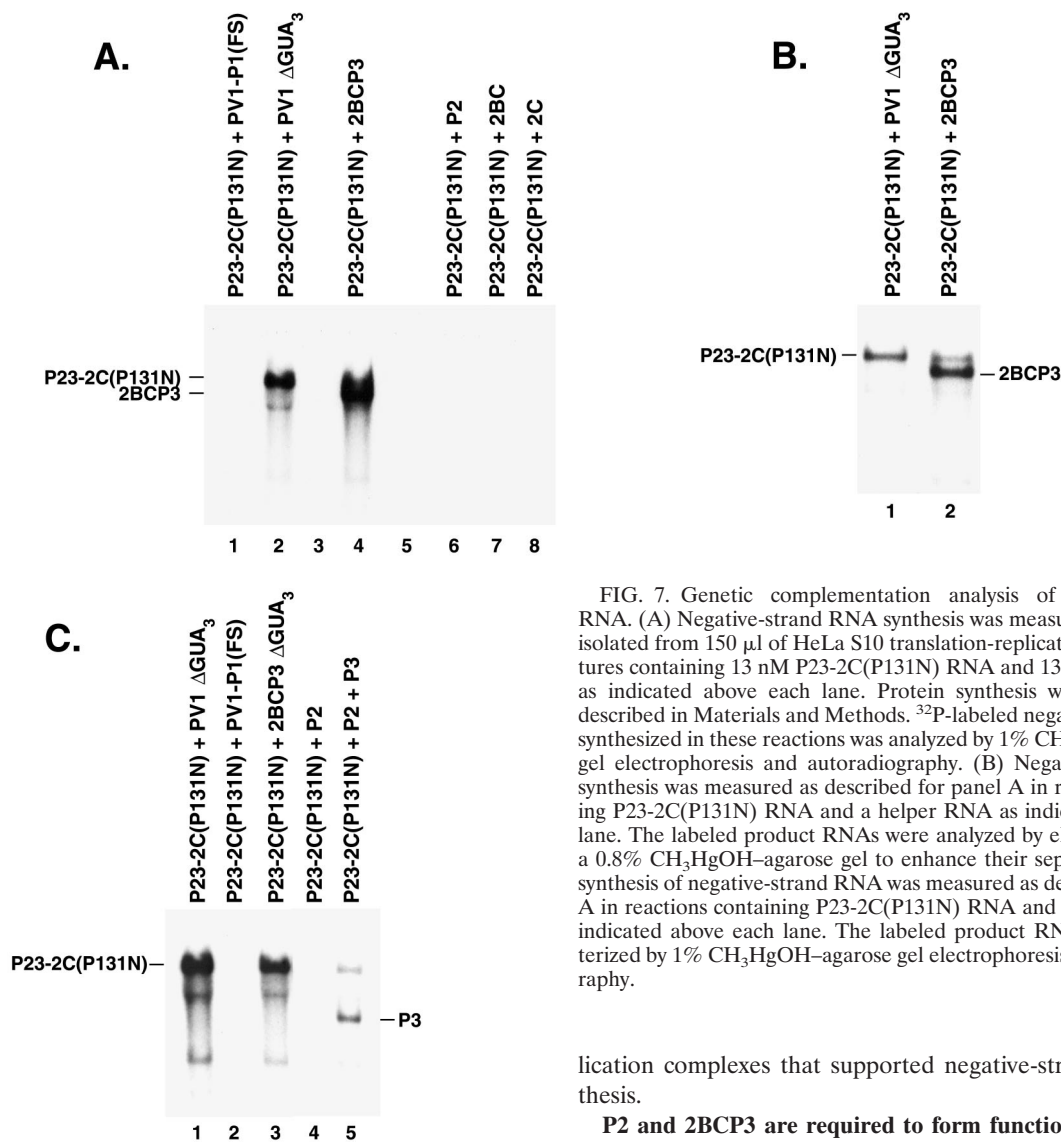 A.
P23-2C(P131N) + PV1-P1(FS)
P23-2C(P131N) + PV1 ΔGUA3
P23-2C(P131N) + 2BCP3
P23-2C(P131N) + P2
P23-2C(P131N) + 2BC
P23-2C(P131N) + 2C
P23-2C(P131N)
2BCP3
1 2 3 4 5 6 7 8
B.
P23-2C(P131N) + PV1 ΔGUA3
P23-2C(P131N) + 2BCP3
P23-2C(P131N)
2BCP3
1 2
C.
P23-2C(P131N) + PV1 ΔGUA3
P23-2C(P131N) + PV1-P1(FS)
P23-2C(P131N) + 2BCP3 ΔGUA3
P23-2C(P131N) + P2
P23-2C(P131N) + P2 + P3
P23-2C(P131N)
P3
1 2 3 4 5
FIG. 7. Genetic complementation analysis of
RNA. (A) Negative-strand RNA synthesis was measu
isolated from 150 μl of HeLa S10 translation-replicat
tures containing 13 nM P23-2C(P131N) RNA and 13
as indicated above each lane. Protein synthesis w
described in Materials and Methods. 32P-labeled nega
synthesized in these reactions was analyzed by 1% CH
gel electrophoresis and autoradiography. (B) Nega
synthesis was measured as described for panel A in r
ing P23-2C(P131N) RNA and a helper RNA as indic
lane. The labeled product RNAs were analyzed by el
a 0.8% CH3HgOH–agarose gel to enhance their sep
synthesis of negative-strand RNA was measured as de
A in reactions containing P23-2C(P131N) RNA and
indicated above each lane. The labeled product RN
terized by 1% CH3HgOH–agarose gel electrophoresis
raphy.
lication complexes that supported negative-str
thesis.
P2 and 2BCP3 are required to form functio